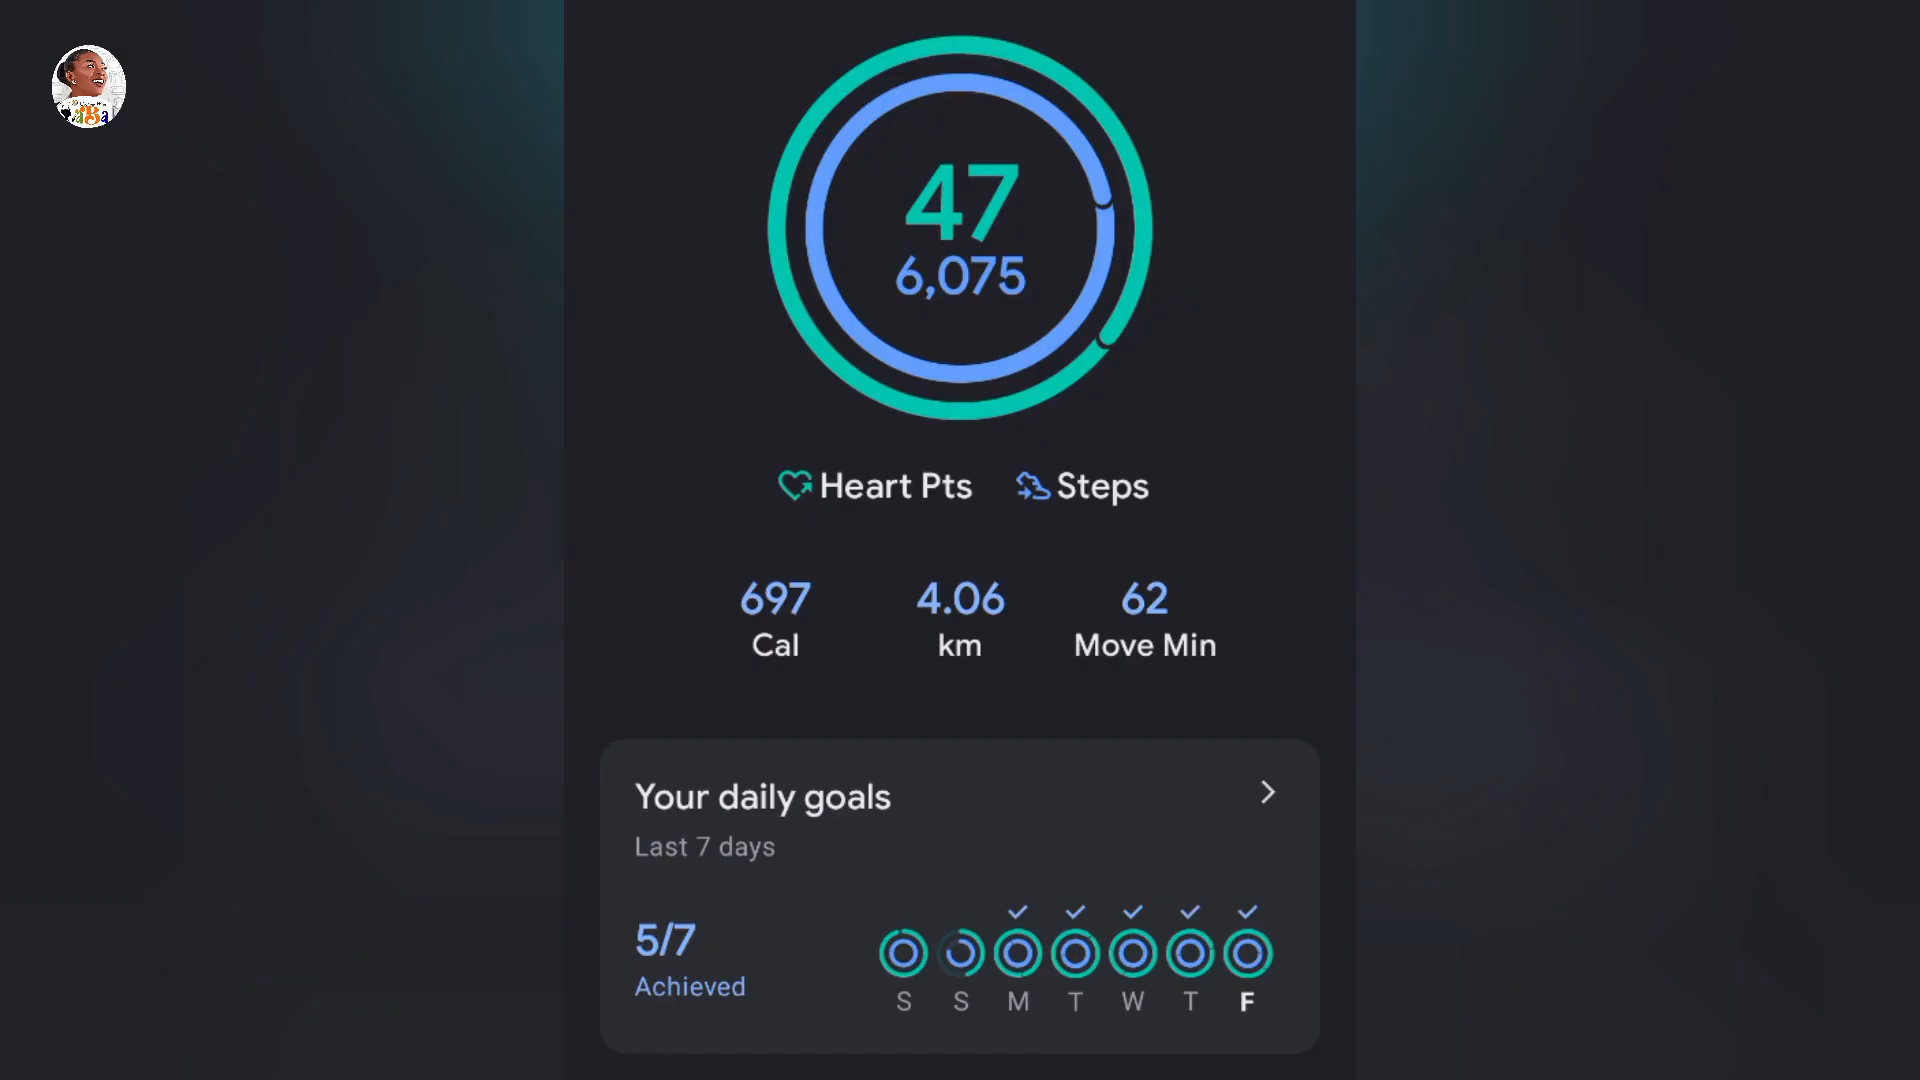 47
6,075
Heart Pts Steps
697 4.06 62
Cal km Move Min
Your daily goals
Last 7 days
5/7
Achieved
S S M T W T F